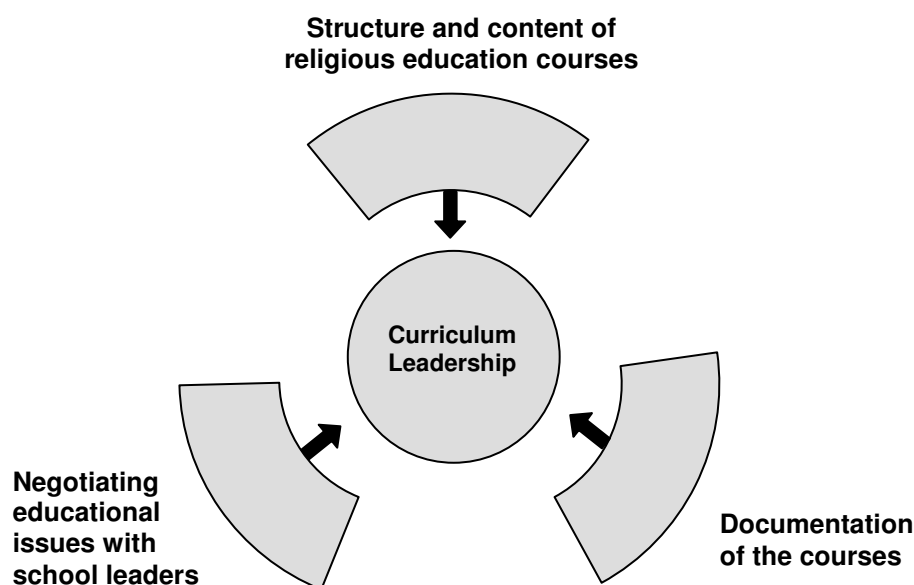 Structure and content of
religious education courses
Curriculum
Leadership
Negotiating
educational
issues with
school leaders
Documentation
of the courses